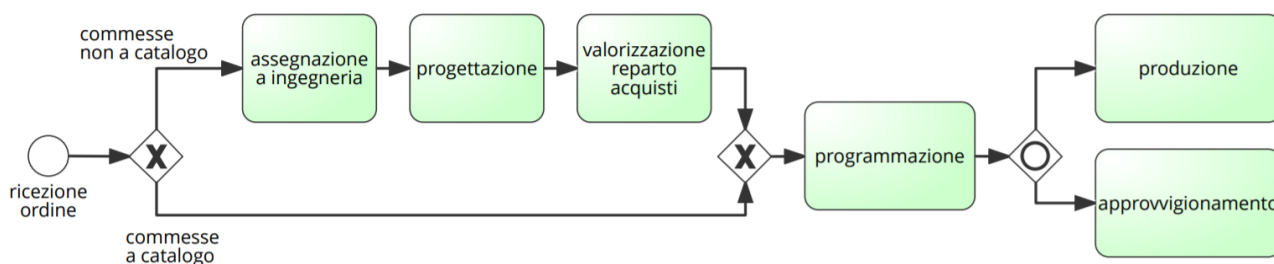 commesse
non a catalogo
assegnazione
a ingegneria
progettazione
valorizzazione
reparto
acquisti
produzione
ricezione
ordine
programmazione
approvvigionamento
commesse
a catalogo